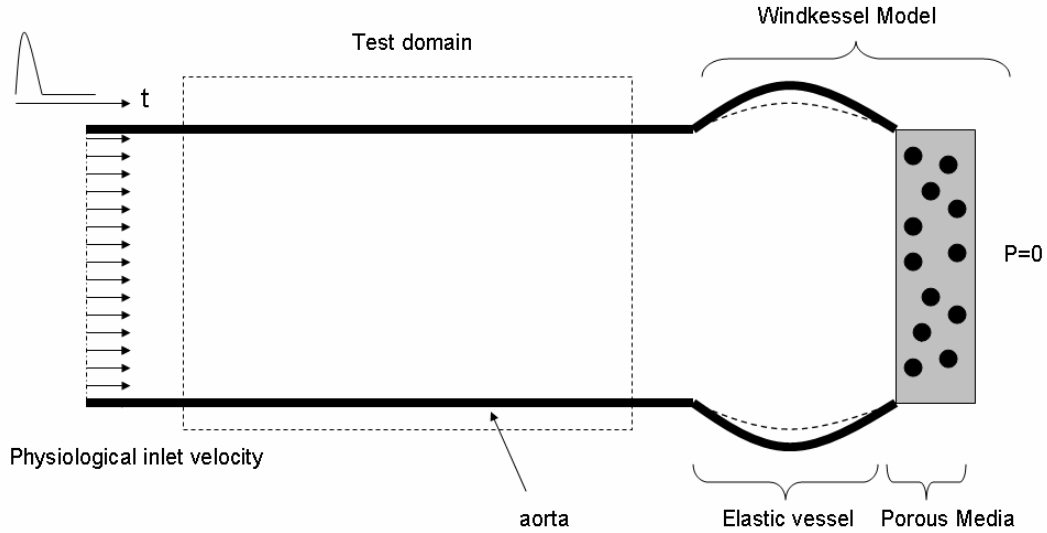 Windkessel Model
Test domain
t
P=0
Physiological inlet velocity
aorta
Elastic vessel
Porous Media